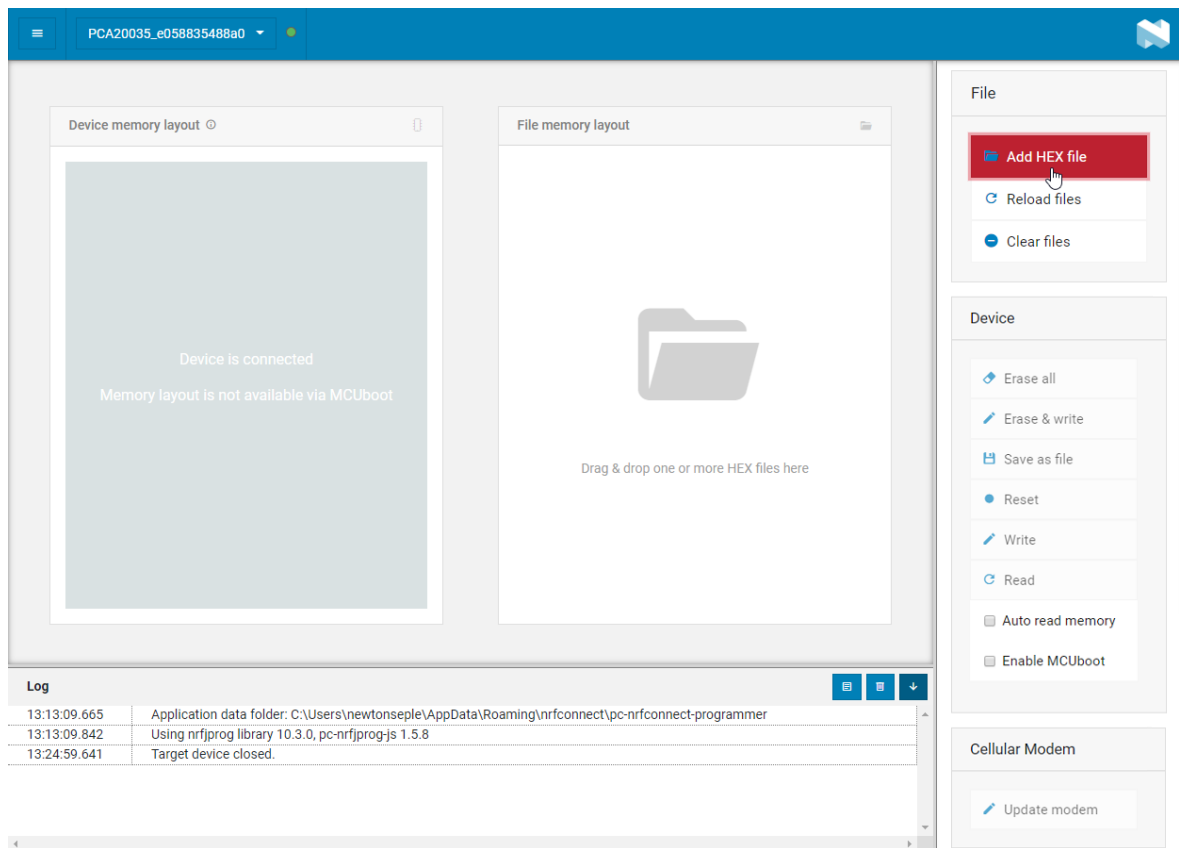 PCA20035_e058835488a0
Device memory layout
File memory layout
Device is connected
Memory layout is not available via MCUboot
Drag & drop one or more HEX files here
File
Add HEX file
Reload files
Clear files
Device
Erase all
Erase & write
Save as file
Reset
Write
Read
Auto read memory
Enable MCUboot
Cellular Modem
Update modem
Log
13:13:09.665 Application data folder: C:\Users\newtonseple\AppData\Roaming\nrfconnect\pc-nrfconnect-programmer
13:13:09.842 Using nrfjprog library 10.3.0, pc-nrfjprog-js 1.5.8
13:24:59.641 Target device closed.